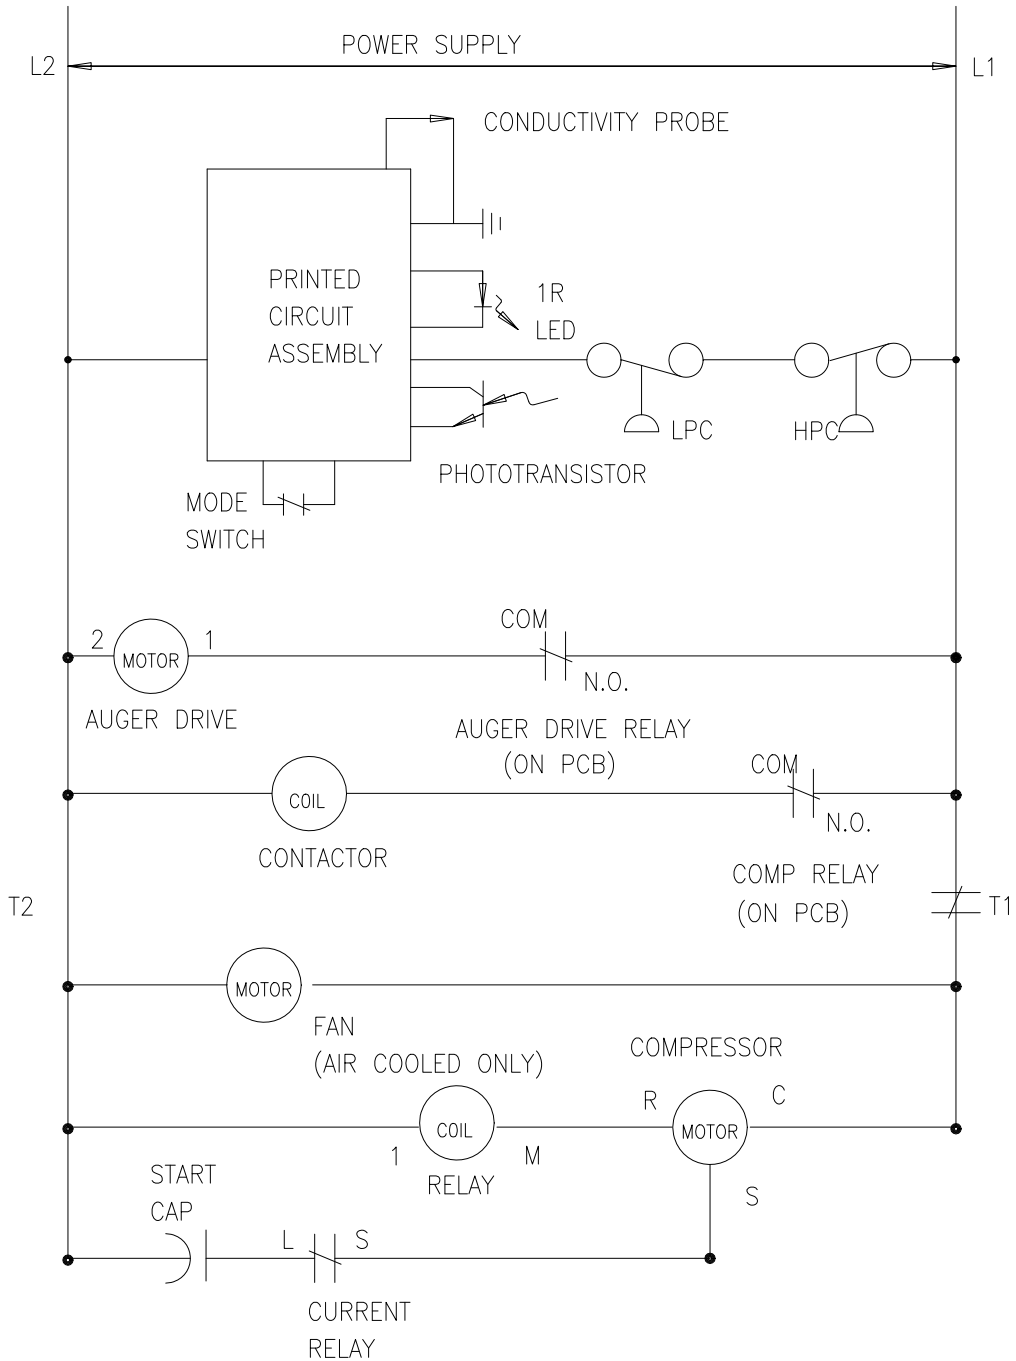 POWER SUPPLY
L2
L1
CONDUCTIVITY PROBE
PRINTED
CIRCUIT
ASSEMBLY
1R
LED
LPC
HPC
PHOTOTRANSISTOR
MODE
SWITCH
COM
2
MOTOR
1
N.O.
AUGER DRIVE
AUGER DRIVE RELAY
(ON PCB)
COM
COIL
N.O.
CONTACTOR
COMP RELAY
(ON PCB)
T2
T1
MOTOR
FAN
(AIR COOLED ONLY)
COMPRESSOR
R
C
COIL
MOTOR
1
M
RELAY
START
CAP
S
L
S
CURRENT
RELAY